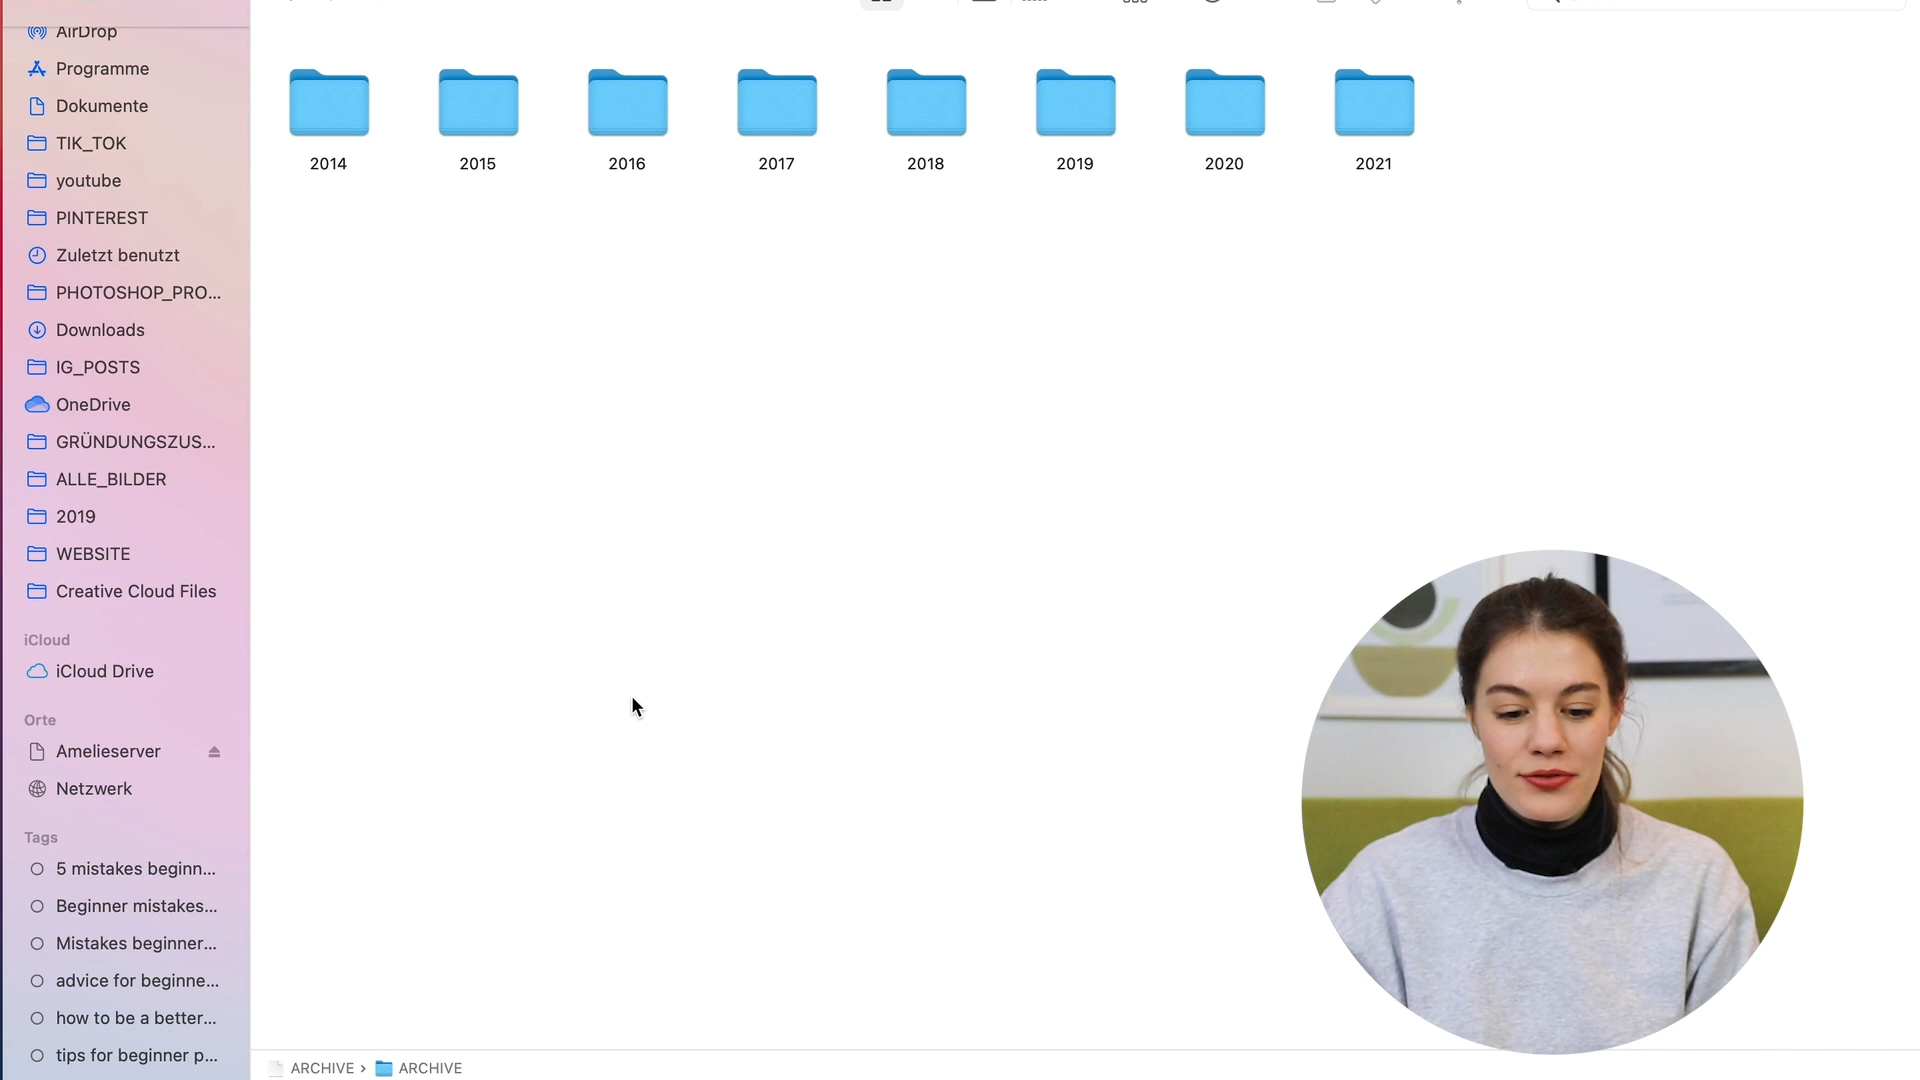 AirDrop
Programme
Dokumente
TIK_TOK
youtube
PINTEREST
Zuletzt benutzt
PHOTOSHOP_PRO...
Downloads
IG_POSTS
OneDrive
GRÜNDUNGSZUS...
ALLE_BILDER
2019
WEBSITE
Creative Cloud Files
iCloud
iCloud Drive
Orte
Amelieserver
Netzwerk
Tags
5 mistakes beginn...
Beginner mistakes...
Mistakes beginner...
advice for beginne...
how to be a better...
tips for beginner p...
2014 2015 2016 2017 2018 2019 2020 2021
ARCHIVE › ARCHIVE